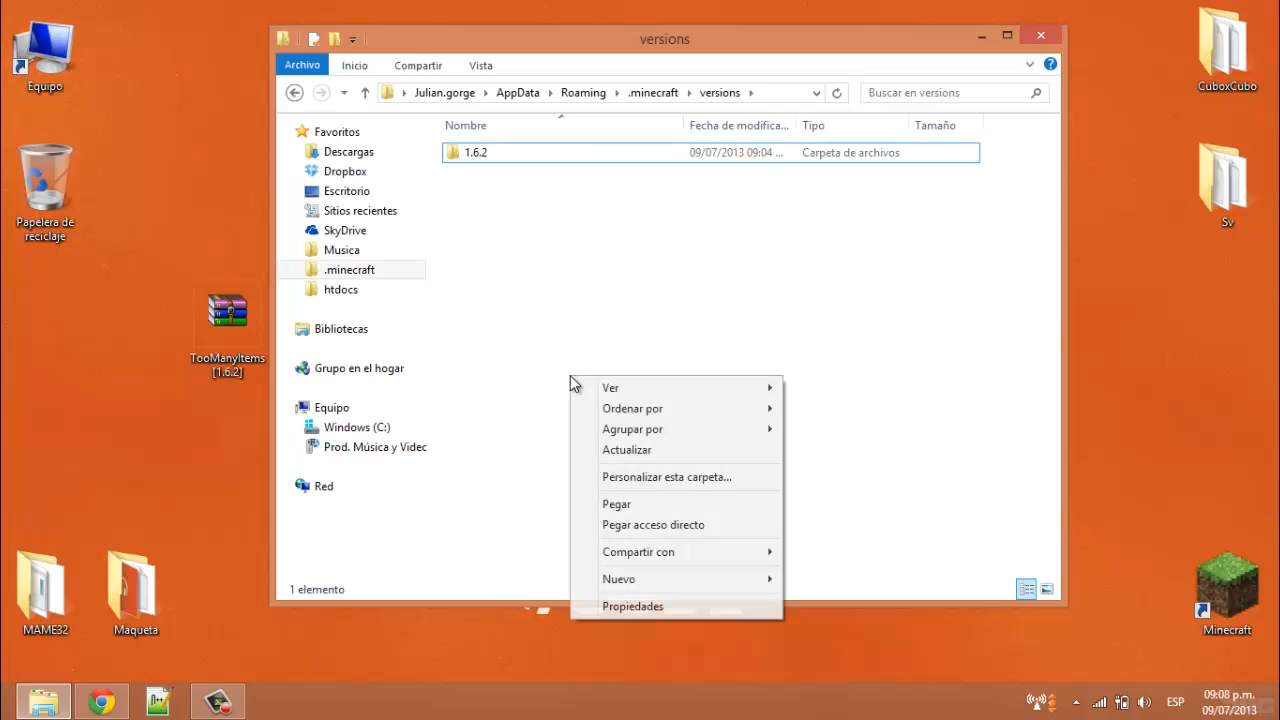 Equipo
Papelera de
reciclaje
TooManyItems
[1.6.2]
MAME32
Maqueta
CuboxCubo
Sv
Minecraft
versions
Archivo
Inicio
Compartir
Vista
Julian.gorge
AppData
Roaming
.minecraft
versions
Buscar en versions
Favoritos
Descargas
Dropbox
Escritorio
Sitios recientes
SkyDrive
Musica
.minecraft
htdocs
Bibliotecas
Grupo en el hogar
Equipo
Windows (C:)
Prod. Música y Videc
Red
Nombre
Fecha de modifica...
Tipo
Tamaño
1.6.2
09/07/2013 09:04 ...
Carpeta de archivos
Ver
Ordenar por
Agrupar por
Actualizar
Personalizar esta carpeta...
Pegar
Pegar acceso directo
Compartir con
Nuevo
Propiedades
1 elemento
ESP
09:08 p.m.
09/07/2013